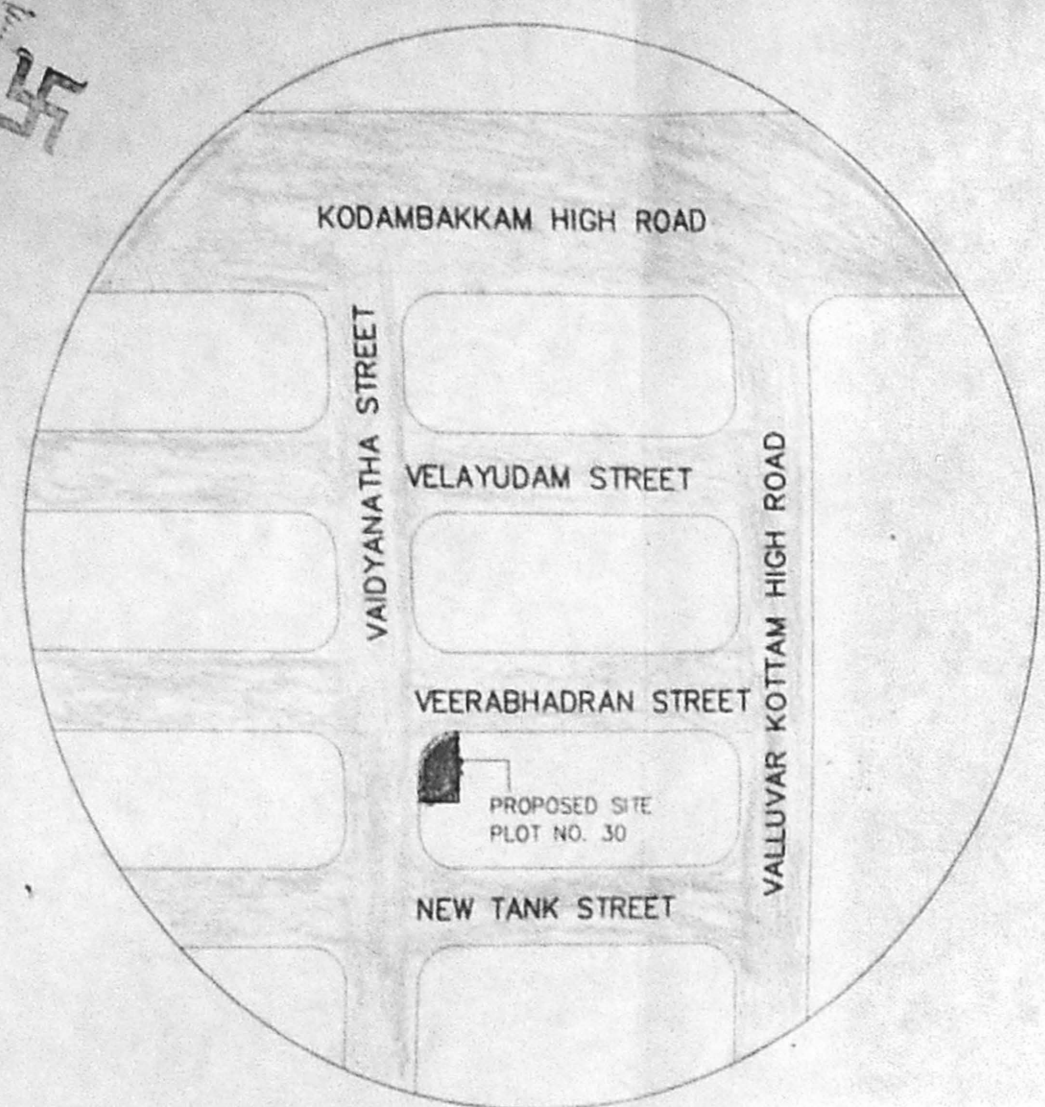 KODAMBAKKAM HIGH ROAD
VAIDYANATHA STREET
VELAYUDAM STREET
VALLUVAR KOTTAM HIGH ROAD
VEERABHADRAN STREET
PROPOSED SITE
PLOT NO. 30
NEW TANK STREET